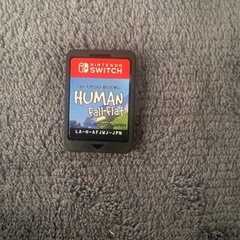 NINTENDO
SWITCH
HUMAN
fall flat
LA-H-AFJWJ-JPN